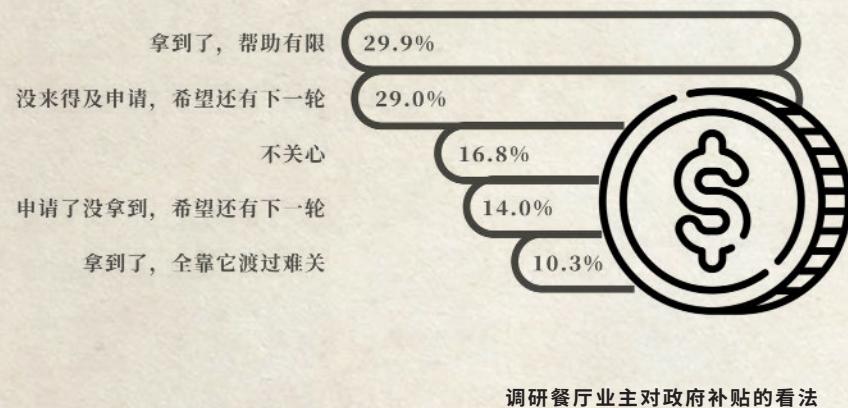 拿到了，帮助有限 29.9%
没来得及申请，希望还有下一轮 29.0%
不关心 16.8%
申请了没拿到，希望还有下一轮 14.0%
拿到了，全靠它渡过难关 10.3%
调研餐厅业主对政府补贴的看法